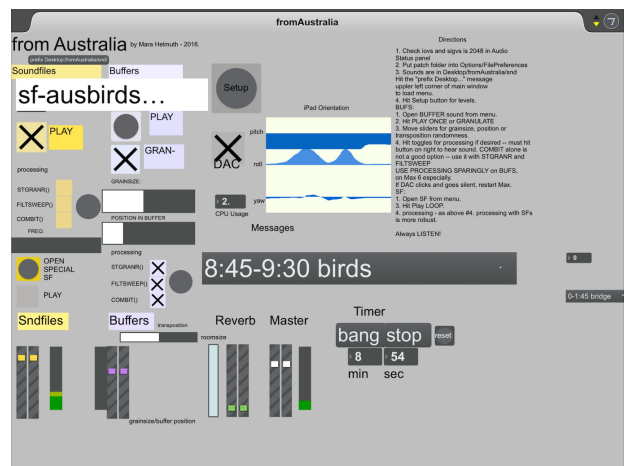 fromAustralia
from Australia by Mara Helmuth - 2016.
prefix Desktop:fromAustralia/snd
Soundfiles
Buffers
sf-ausbirds...
PLAY
PLAY
GRAN-
Setup
DAC
2.
CPU Usage
iPad Orientation
pitch
roll
yaw
Messages
Directions
1. Check iovs and sigvs is 2048 in Audio
Status panel
2. Put patch folder into Options/FilePreferences
3. Sounds are in Desktop/fromAustralia/snd
Hit the "prefix Desktop..." message
uppler left corner of main window
to load menu.
4. Hit Setup button for levels.
BUFS:
1. Open BUFFER sound from menu.
2. Hit PLAY ONCE or GRANULATE
3. Move sliders for grainsize, position or
transposition randomness.
4. Hit toggles for processing if desired -- must hit
button on right to hear sound. COMBIT alone is
not a good option -- use it with STGRANR and
FILTSWEEP
USE PROCESSING SPARINGLY on BUFS,
on Max 6 especially.
If DAC clicks and goes silent, restart Max.
SF:
1. Open SF from menu.
3. Hit Play LOOP.
4. processing - as above #4. processing with SFs
is more robust.
Always LISTEN!
processing
STGRANR()
FILTSWEEP()
COMBIT()
FREQ:
GRAINSIZE:
POSITION IN BUFFER
processing
STGRANR()
FILTSWEEP()
COMBIT()
OPEN
SPECIAL
SF
PLAY
8:45-9:30 birds
0
0-1:45 bridge
Sndfiles
Buffers
transposition
Reverb
Master
roomsize
grainsize/buffer position
Timer
bang stop
reset
8
54
min
sec